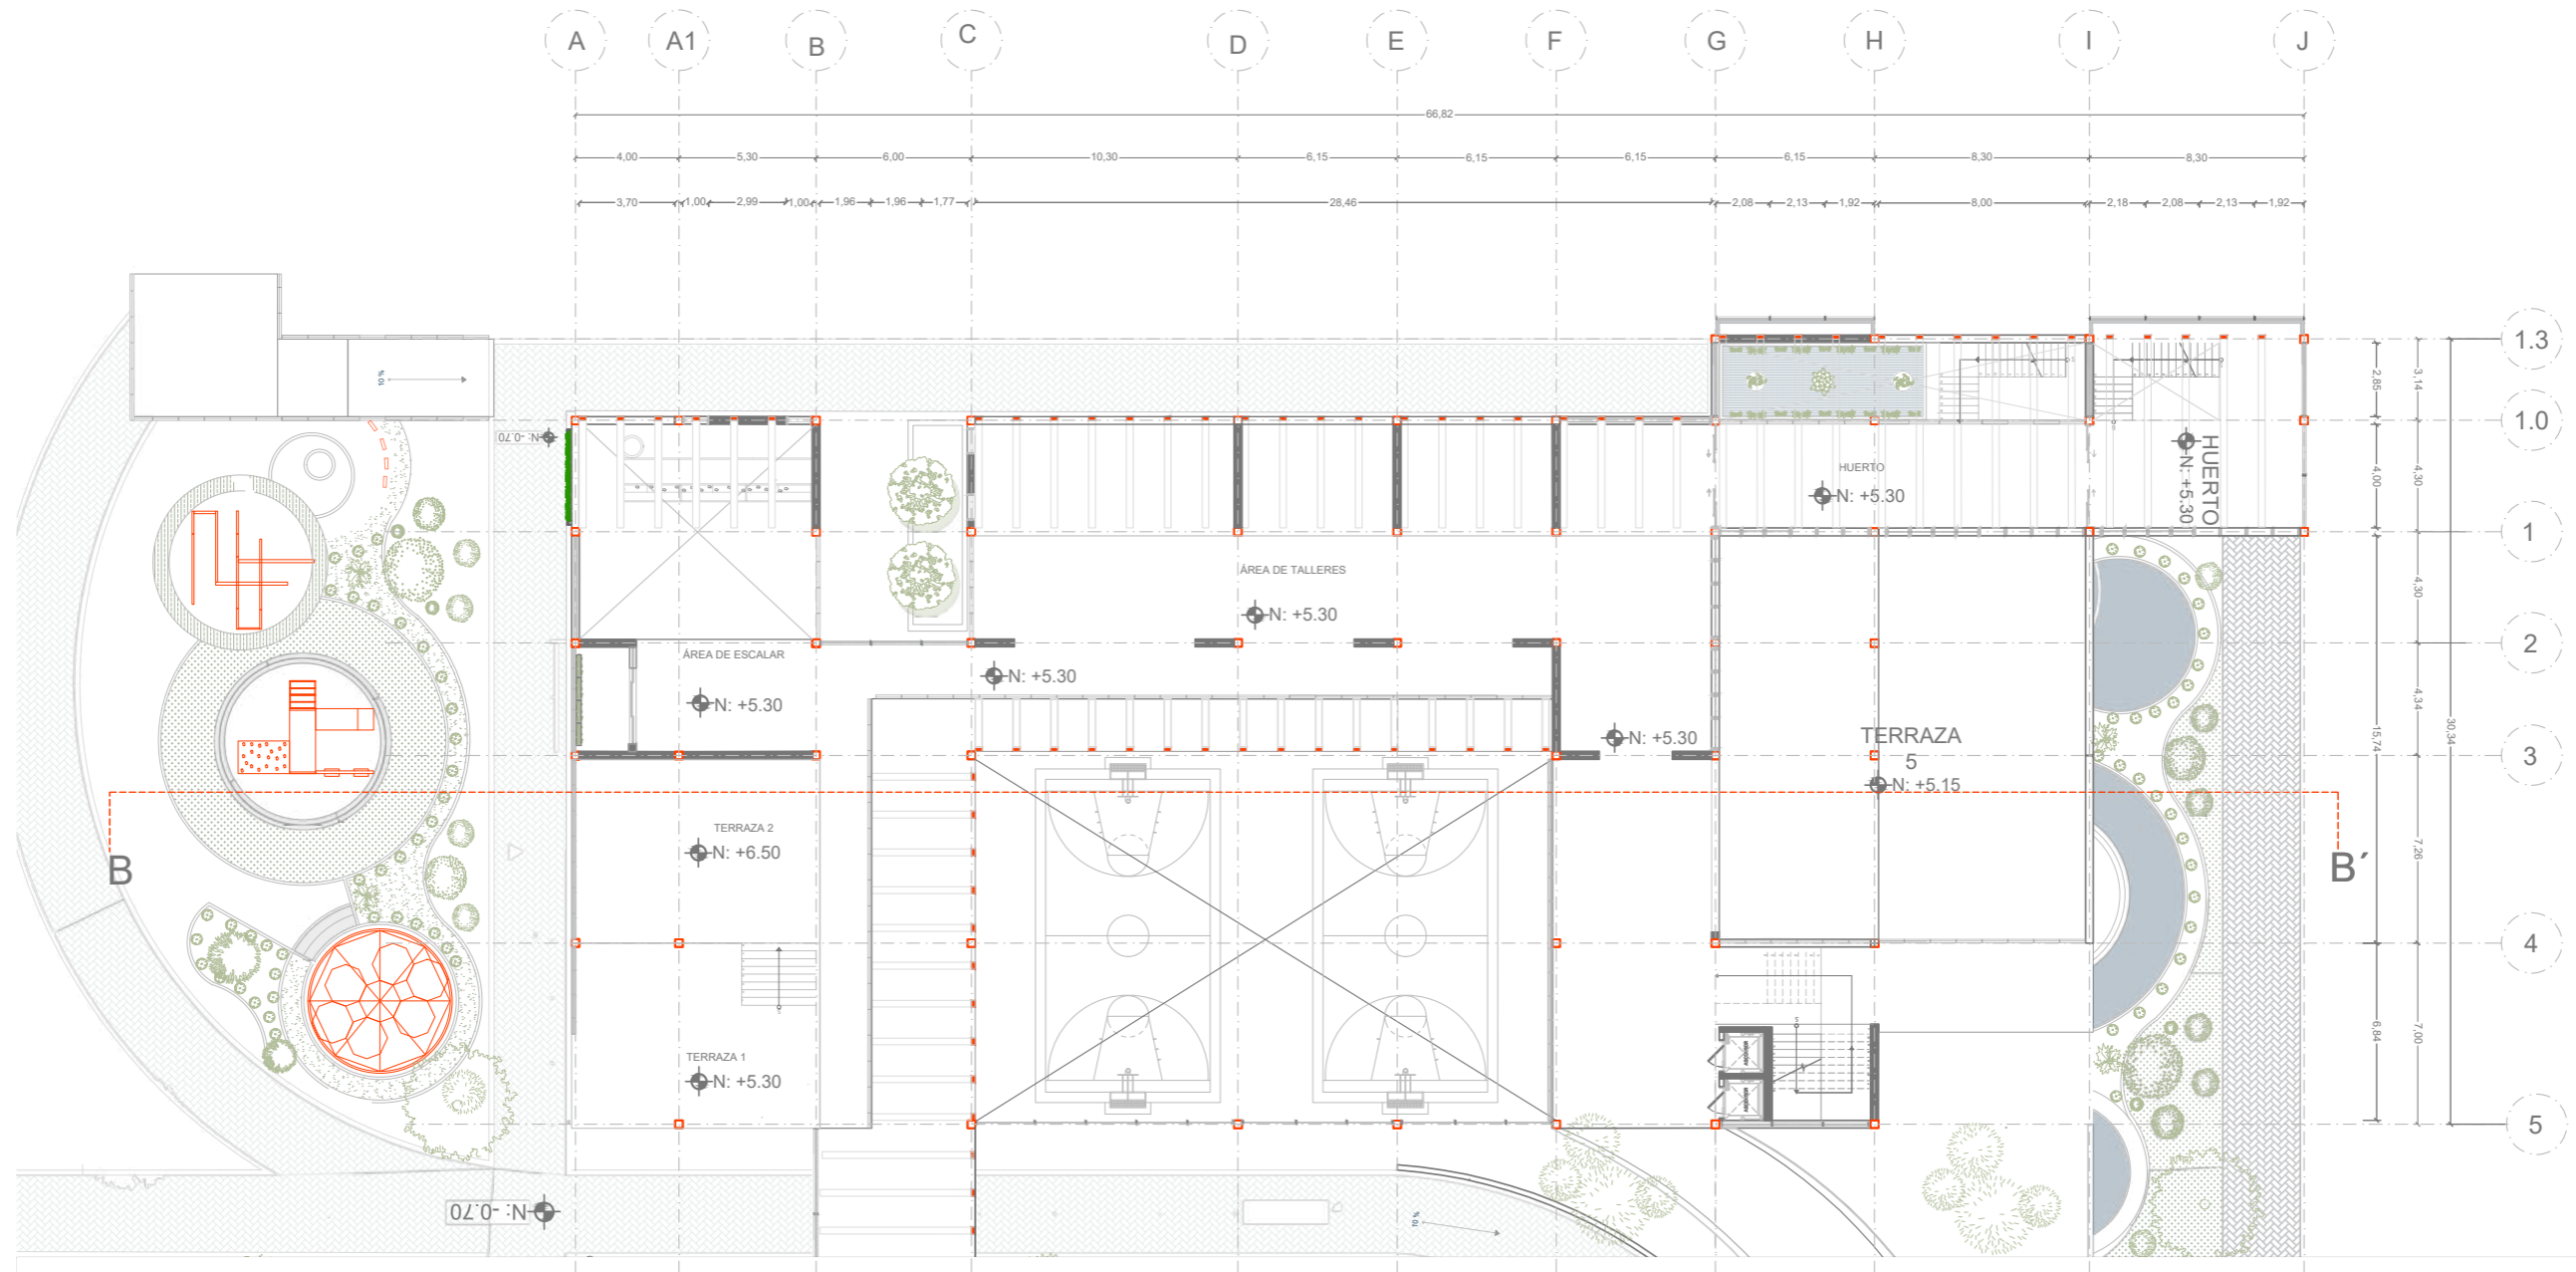 A A1 B C D E F G H I J
66,82
4,00 5,30 6,00 10,30 6,15 6,15 6,15 6,15 8,30 8,30
3,70 1,00 2,99 1,00 1,96 1,96 1,77 28,46 2,08 2,13 1,92 8,00 2,18 2,08 2,13 1,92
1.3
2,85 3,14
10 %
1.0
N: -0.70
HUERTO
N: +5.30
HUERTO
N: +5.30
4,00 4,30
1
ÁREA DE TALLERES
N: +5.30
4,30
2
ÁREA DE ESCALAR
N: +5.30
N: +5.30
4,34
N: +5.30
TERRAZA
5
N: +5.15
15,74 30,34
3
TERRAZA 2
N: +6.50
B
B´
7,26
4
TERRAZA 1
N: +5.30
6,84 7,00
5
N: -0.70
10 %